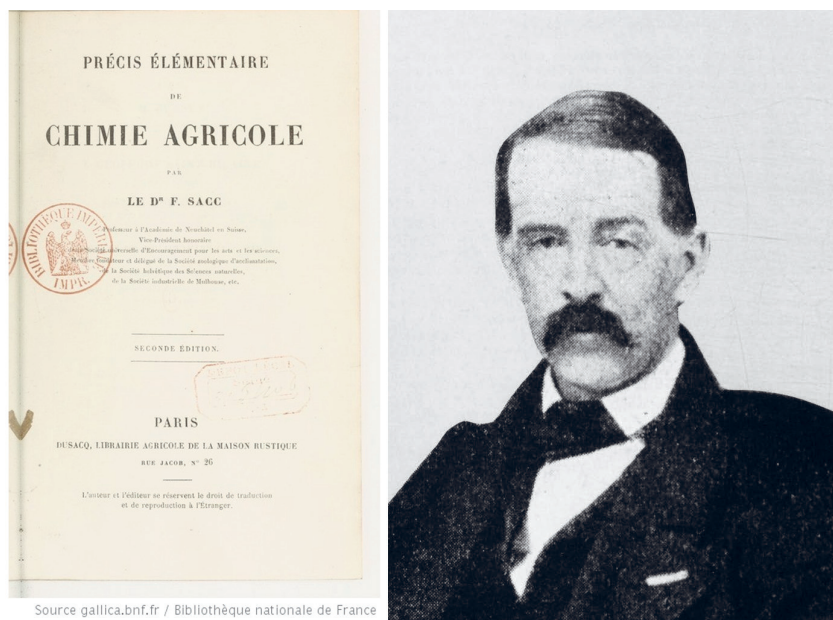 PRÉCIS ÉLÉMENTAIRE
DE
CHIMIE AGRICOLE
PAR
LE Dr F. SACC
Professeur à l'Académie de Neuchâtel en Suisse,
Vice-Président honoraire
universelle d'Encouragement pour les arts et les sciences,
et délégué de la Société zoologique d'acclimatation,
de la Société helvétique des Sciences naturelles,
de la Société industrielle de Mulhouse, etc.
BIBLIOTHÈQUE IMPÉRIALE
IMPR.
SECONDE ÉDITION.
PARIS
DUSACQ, LIBRAIRIE AGRICOLE DE LA MAISON RUSTIQUE
RUE JACOB, N° 26
L'auteur et l'éditeur se réservent le droit de traduction
et de reproduction à l'Étranger.
Source gallica.bnf.fr / Bibliothèque nationale de France